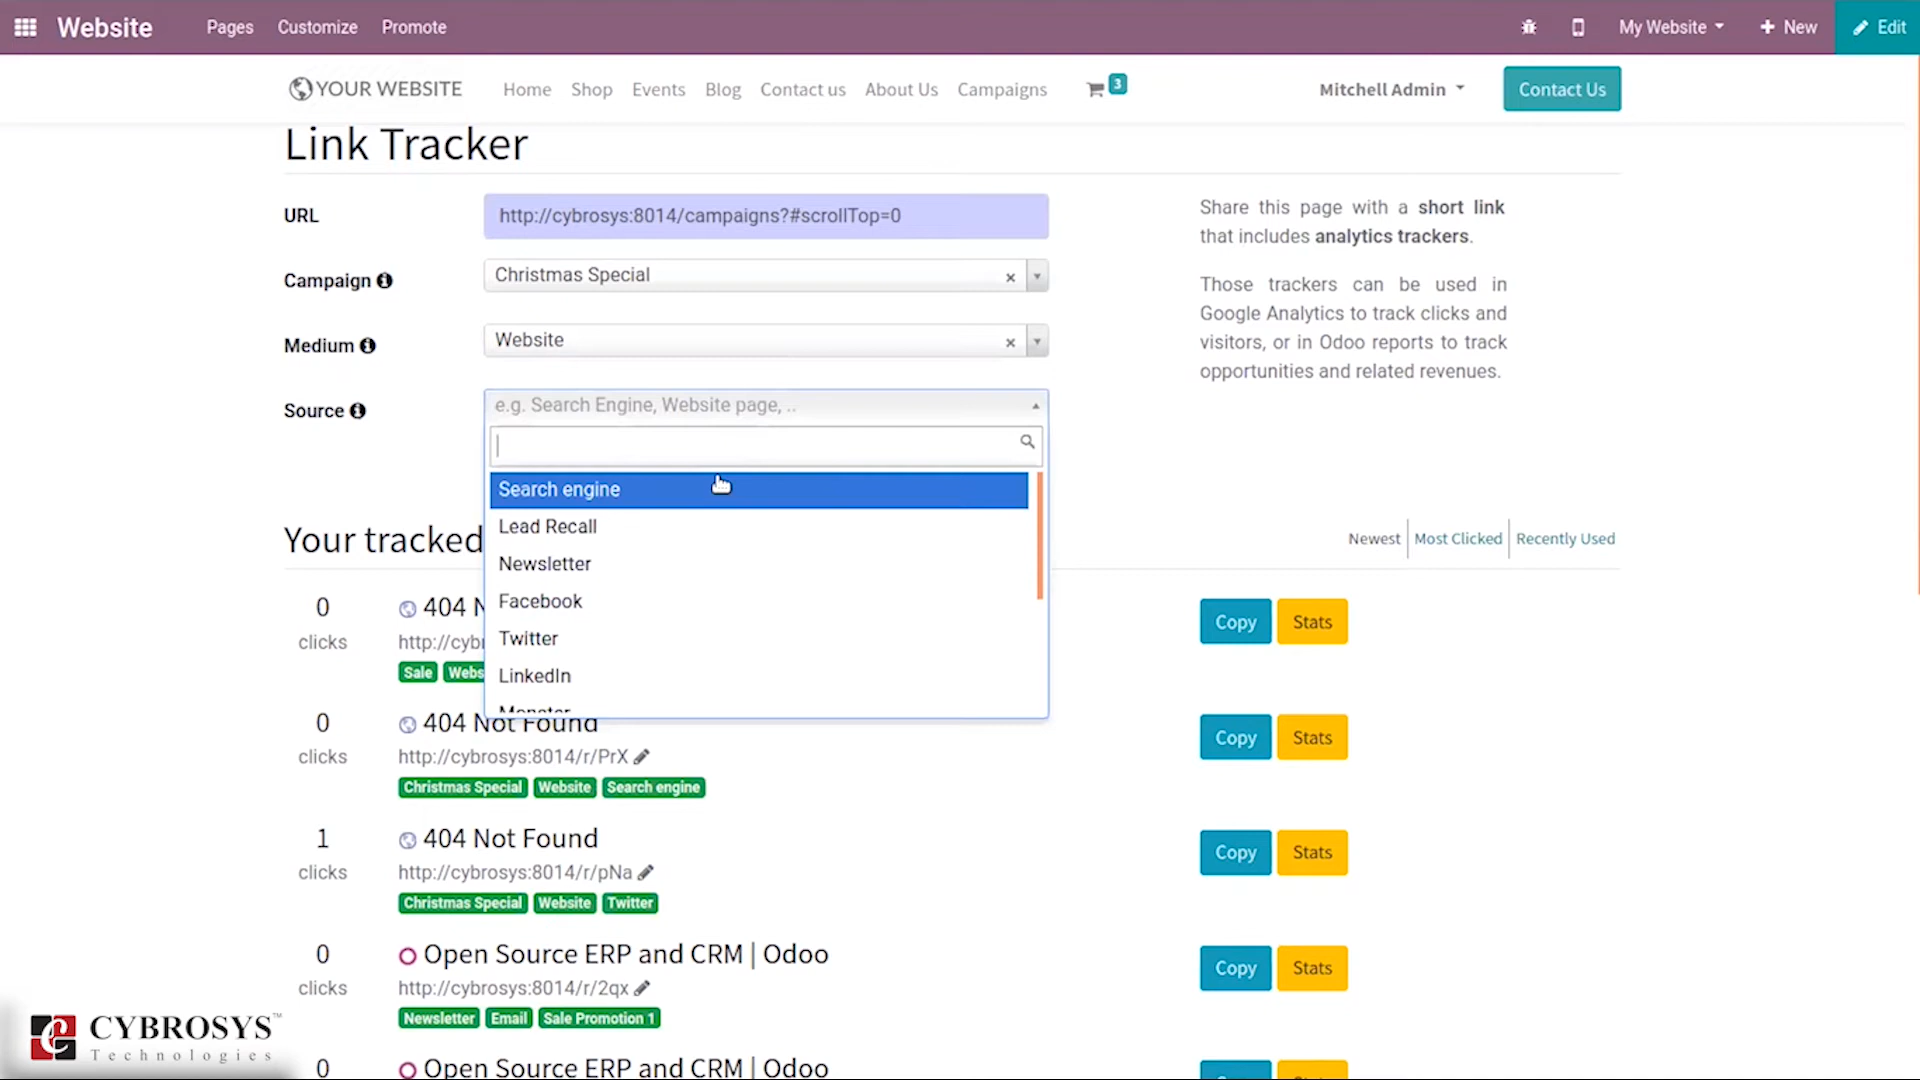 Website
Pages
Customize
Promote
My Website
+ New
Edit
YOUR WEBSITE
Home
Shop
Events
Blog
Contact us
About Us
Campaigns
3
Mitchell Admin
Contact Us
Link Tracker
URL
http://cybrosys:8014/campaigns?#scrollTop=0
Share this page with a short link
that includes analytics trackers.
Campaign
Christmas Special
Those trackers can be used in
Google Analytics to track clicks and
visitors, or in Odoo reports to track
opportunities and related revenues.
Medium
Website
Source
e.g. Search Engine, Website page, ..
Search engine
Lead Recall
Newsletter
Facebook
Twitter
LinkedIn
Your tracked
Newest
Most Clicked
Recently Used
0
clicks
404 N
http://cyb
Sale
Webs
Copy
Stats
0
clicks
404 Not Found
http://cybrosys:8014/r/PrX
Christmas Special
Website
Search engine
Copy
Stats
1
clicks
404 Not Found
http://cybrosys:8014/r/pNa
Christmas Special
Website
Twitter
Copy
Stats
0
clicks
Open Source ERP and CRM | Odoo
http://cybrosys:8014/r/2qx
Newsletter
Email
Sale Promotion 1
Copy
Stats
0
Open Source ERP and CRM | Odoo
CYBROSYS™
Technologies